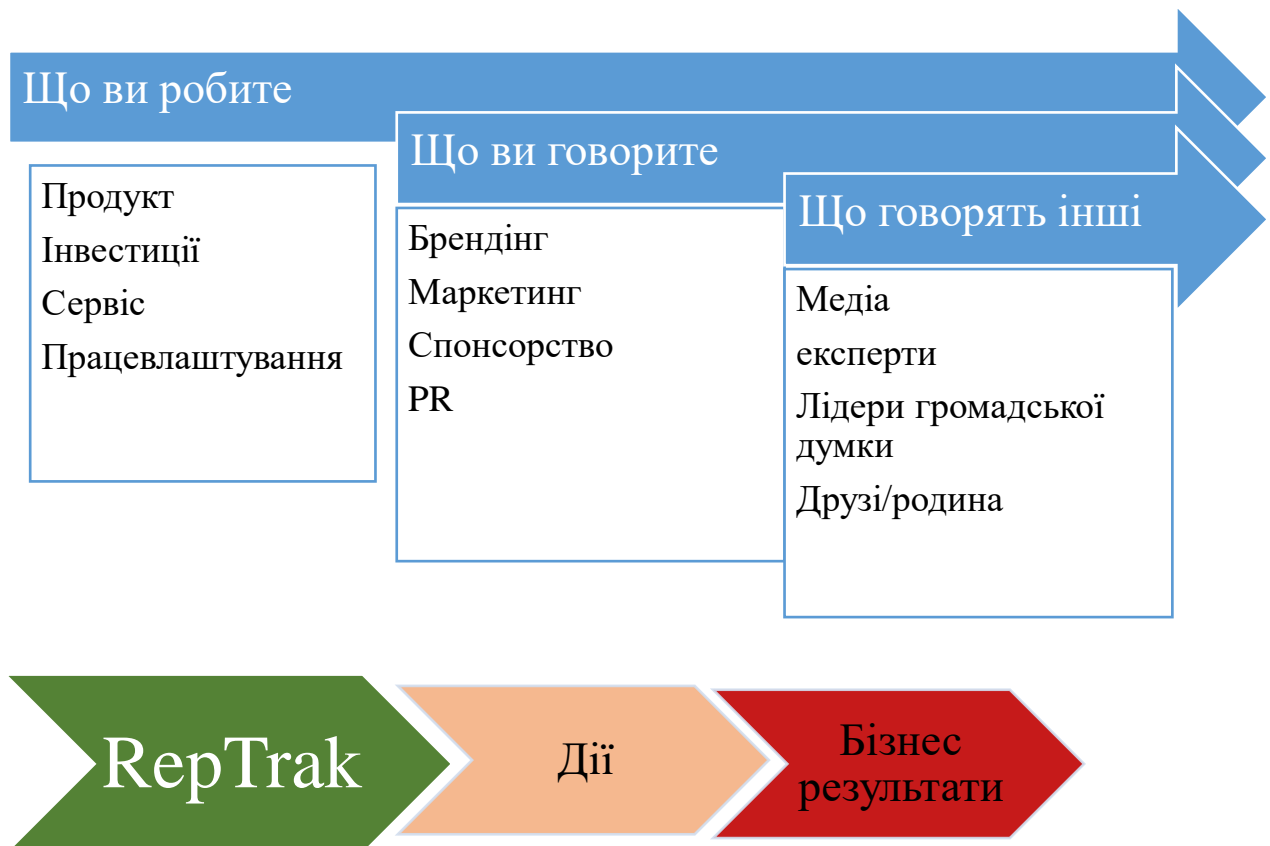 Що ви робите
Продукт
Інвестиції
Сервіс
Працевлаштування
Що ви говорите
Брендінг
Маркетинг
Спонсорство
PR
Що говорять інші
Медіа
експерти
Лідери громадської
думки
Друзі/родина
RepTrak
Дії
Бізнес
результати